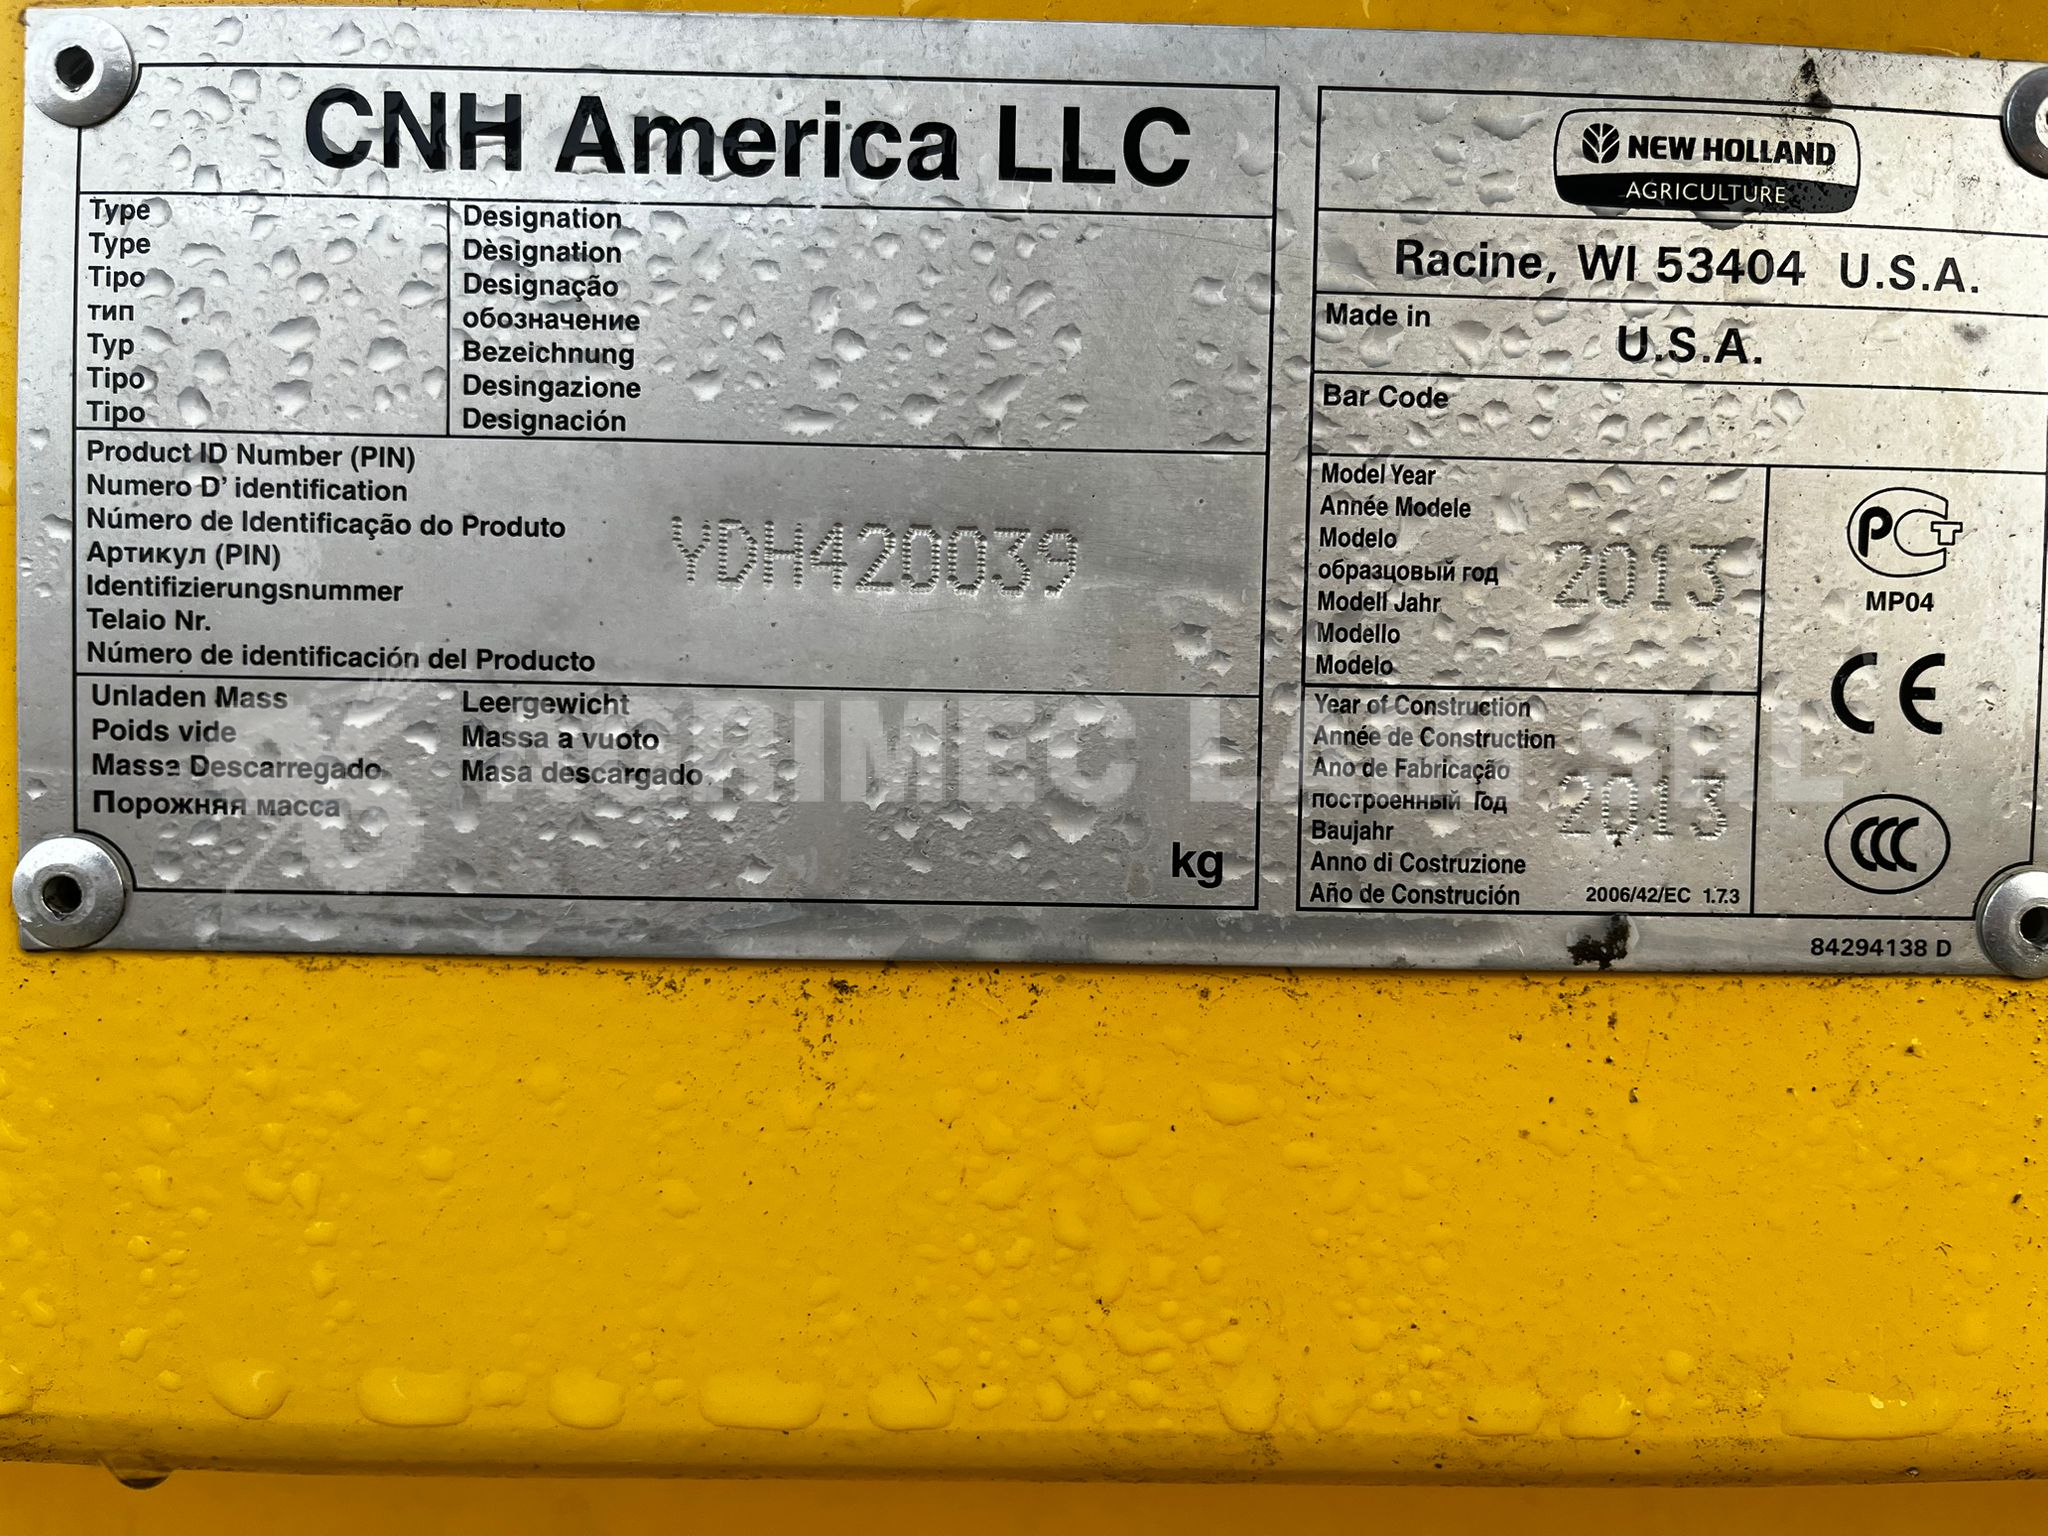 CNH America LLC
Type
Type
Tipo
тип
Typ
Tipo
Tipo
Designation
Dèsignation
Designação
обозначение
Bezeichnung
Desingazione
Designación
Product ID Number (PIN)
Numero D' identification
Número de Identificação do Produto
Артикул (PIN)
Identifizierungsnummer
Telaio Nr.
Número de identificación del Producto
YDH420039
Unladen Mass
Poids vide
Massa Descarregado
Порожняя масса
Leergewicht
Massa a vuoto
Masa descargado
kg
NEW HOLLAND
AGRICULTURE
Racine, WI 53404 U.S.A.
Made in
U.S.A.
Bar Code
Model Year
Année Modele
Modelo
образцовый год
Modell Jahr
Modello
Modelo
2013
Year of Construction
Année de Construction
Ano de Fabricação
построенный Год
Baujahr
Anno di Costruzione
Año de Construción
2013
2006/42/EC 1.7.3
РСТ
MP04
CE
CCC
84294138 D